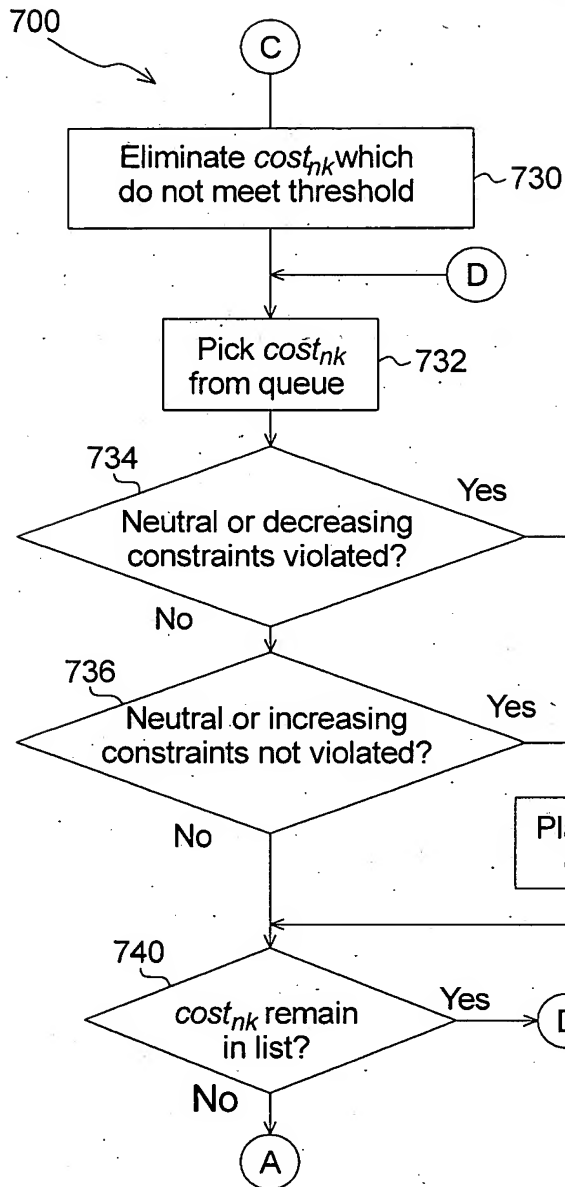 700
C
Eliminate cost_nk which
do not meet threshold
730
D
Pick cost_nk
from queue
732
734
Neutral or decreasing
constraints violated?
Yes
No
736
Neutral or increasing
constraints not violated?
Yes
No
740
cost_nk remain
in list?
Yes
No
A